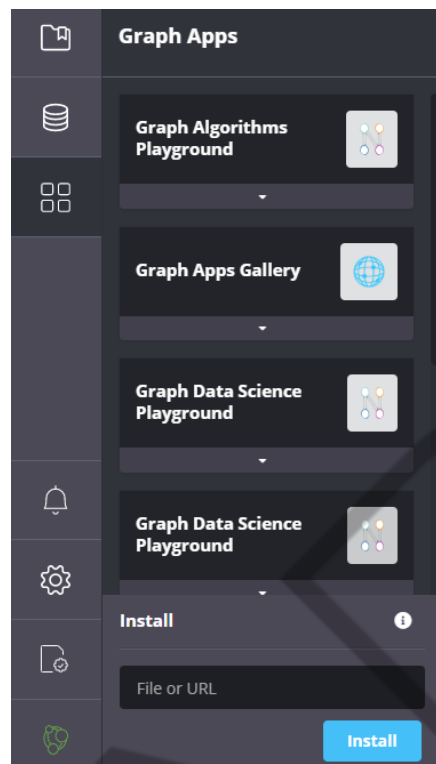 Graph Apps
Graph Algorithms
Playground
Graph Apps Gallery
Graph Data Science
Playground
Graph Data Science
Playground
Install
File or URL
Install